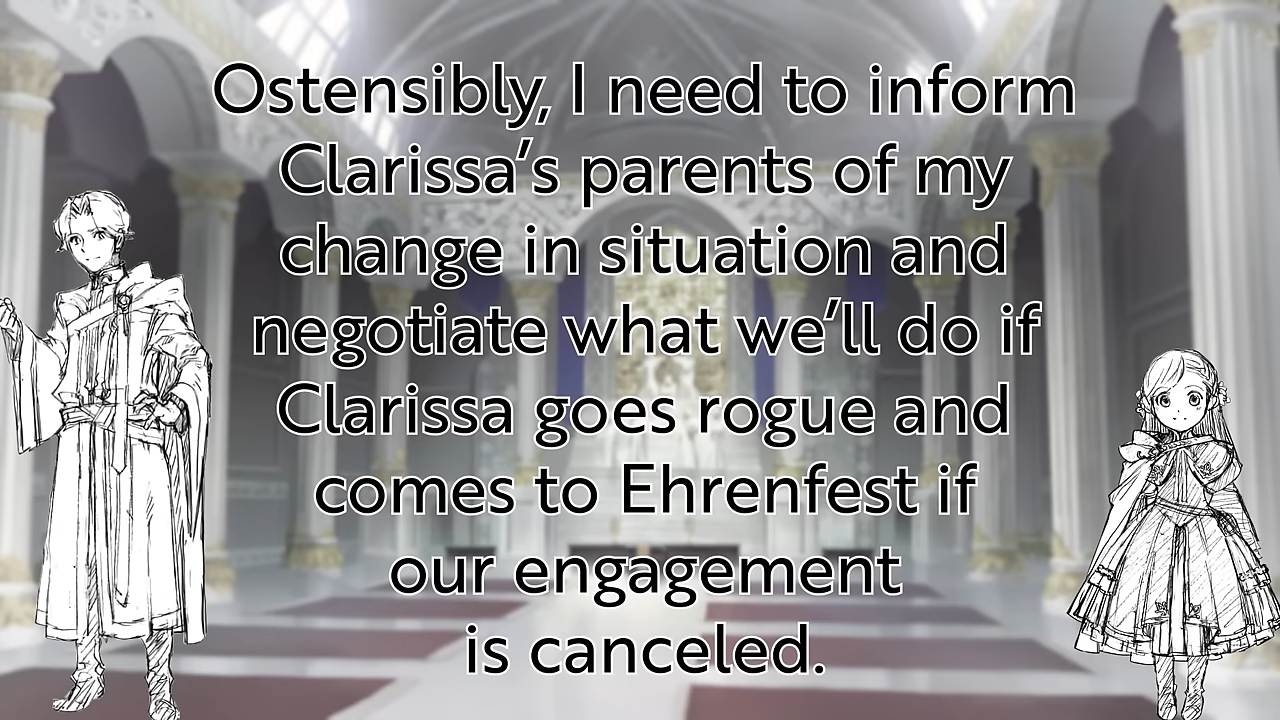 Ostensibly, I need to inform
Clarissa’s parents of my
change in situation and
negotiate what we’ll do if
Clarissa goes rogue and
comes to Ehrenfest if
our engagement
is canceled.